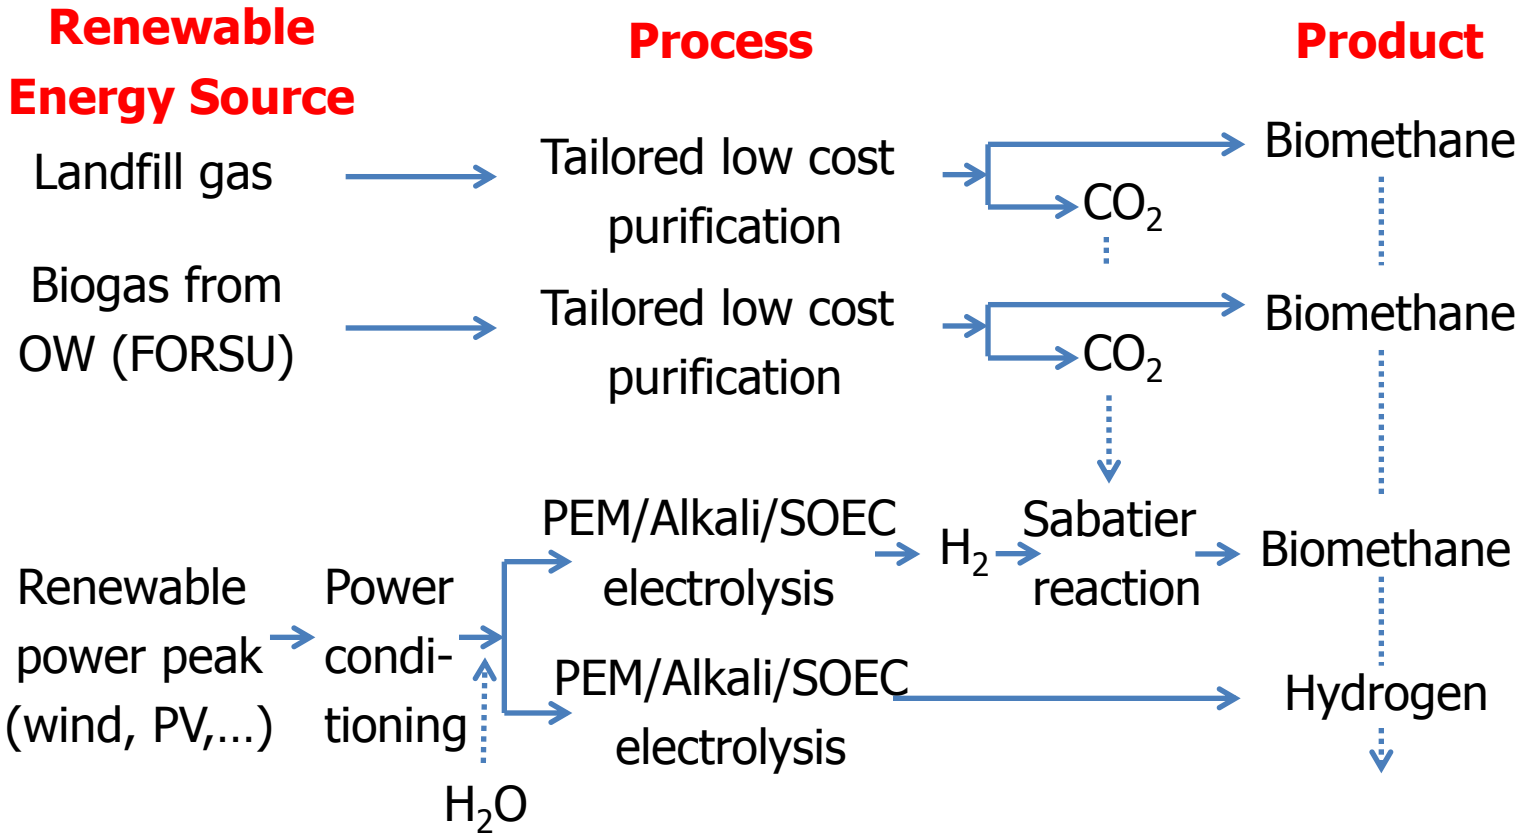 Renewable
Energy Source
Process
Product
Landfill gas
Tailored low cost
purification
CO₂
Biomethane
Biogas from
OW (FORSU)
Tailored low cost
purification
CO₂
Biomethane
Renewable
power peak
(wind, PV,...)
Power
condi-
tioning
H₂O
PEM/Alkali/SOEC
electrolysis
H₂
Sabatier
reaction
Biomethane
PEM/Alkali/SOEC
electrolysis
Hydrogen